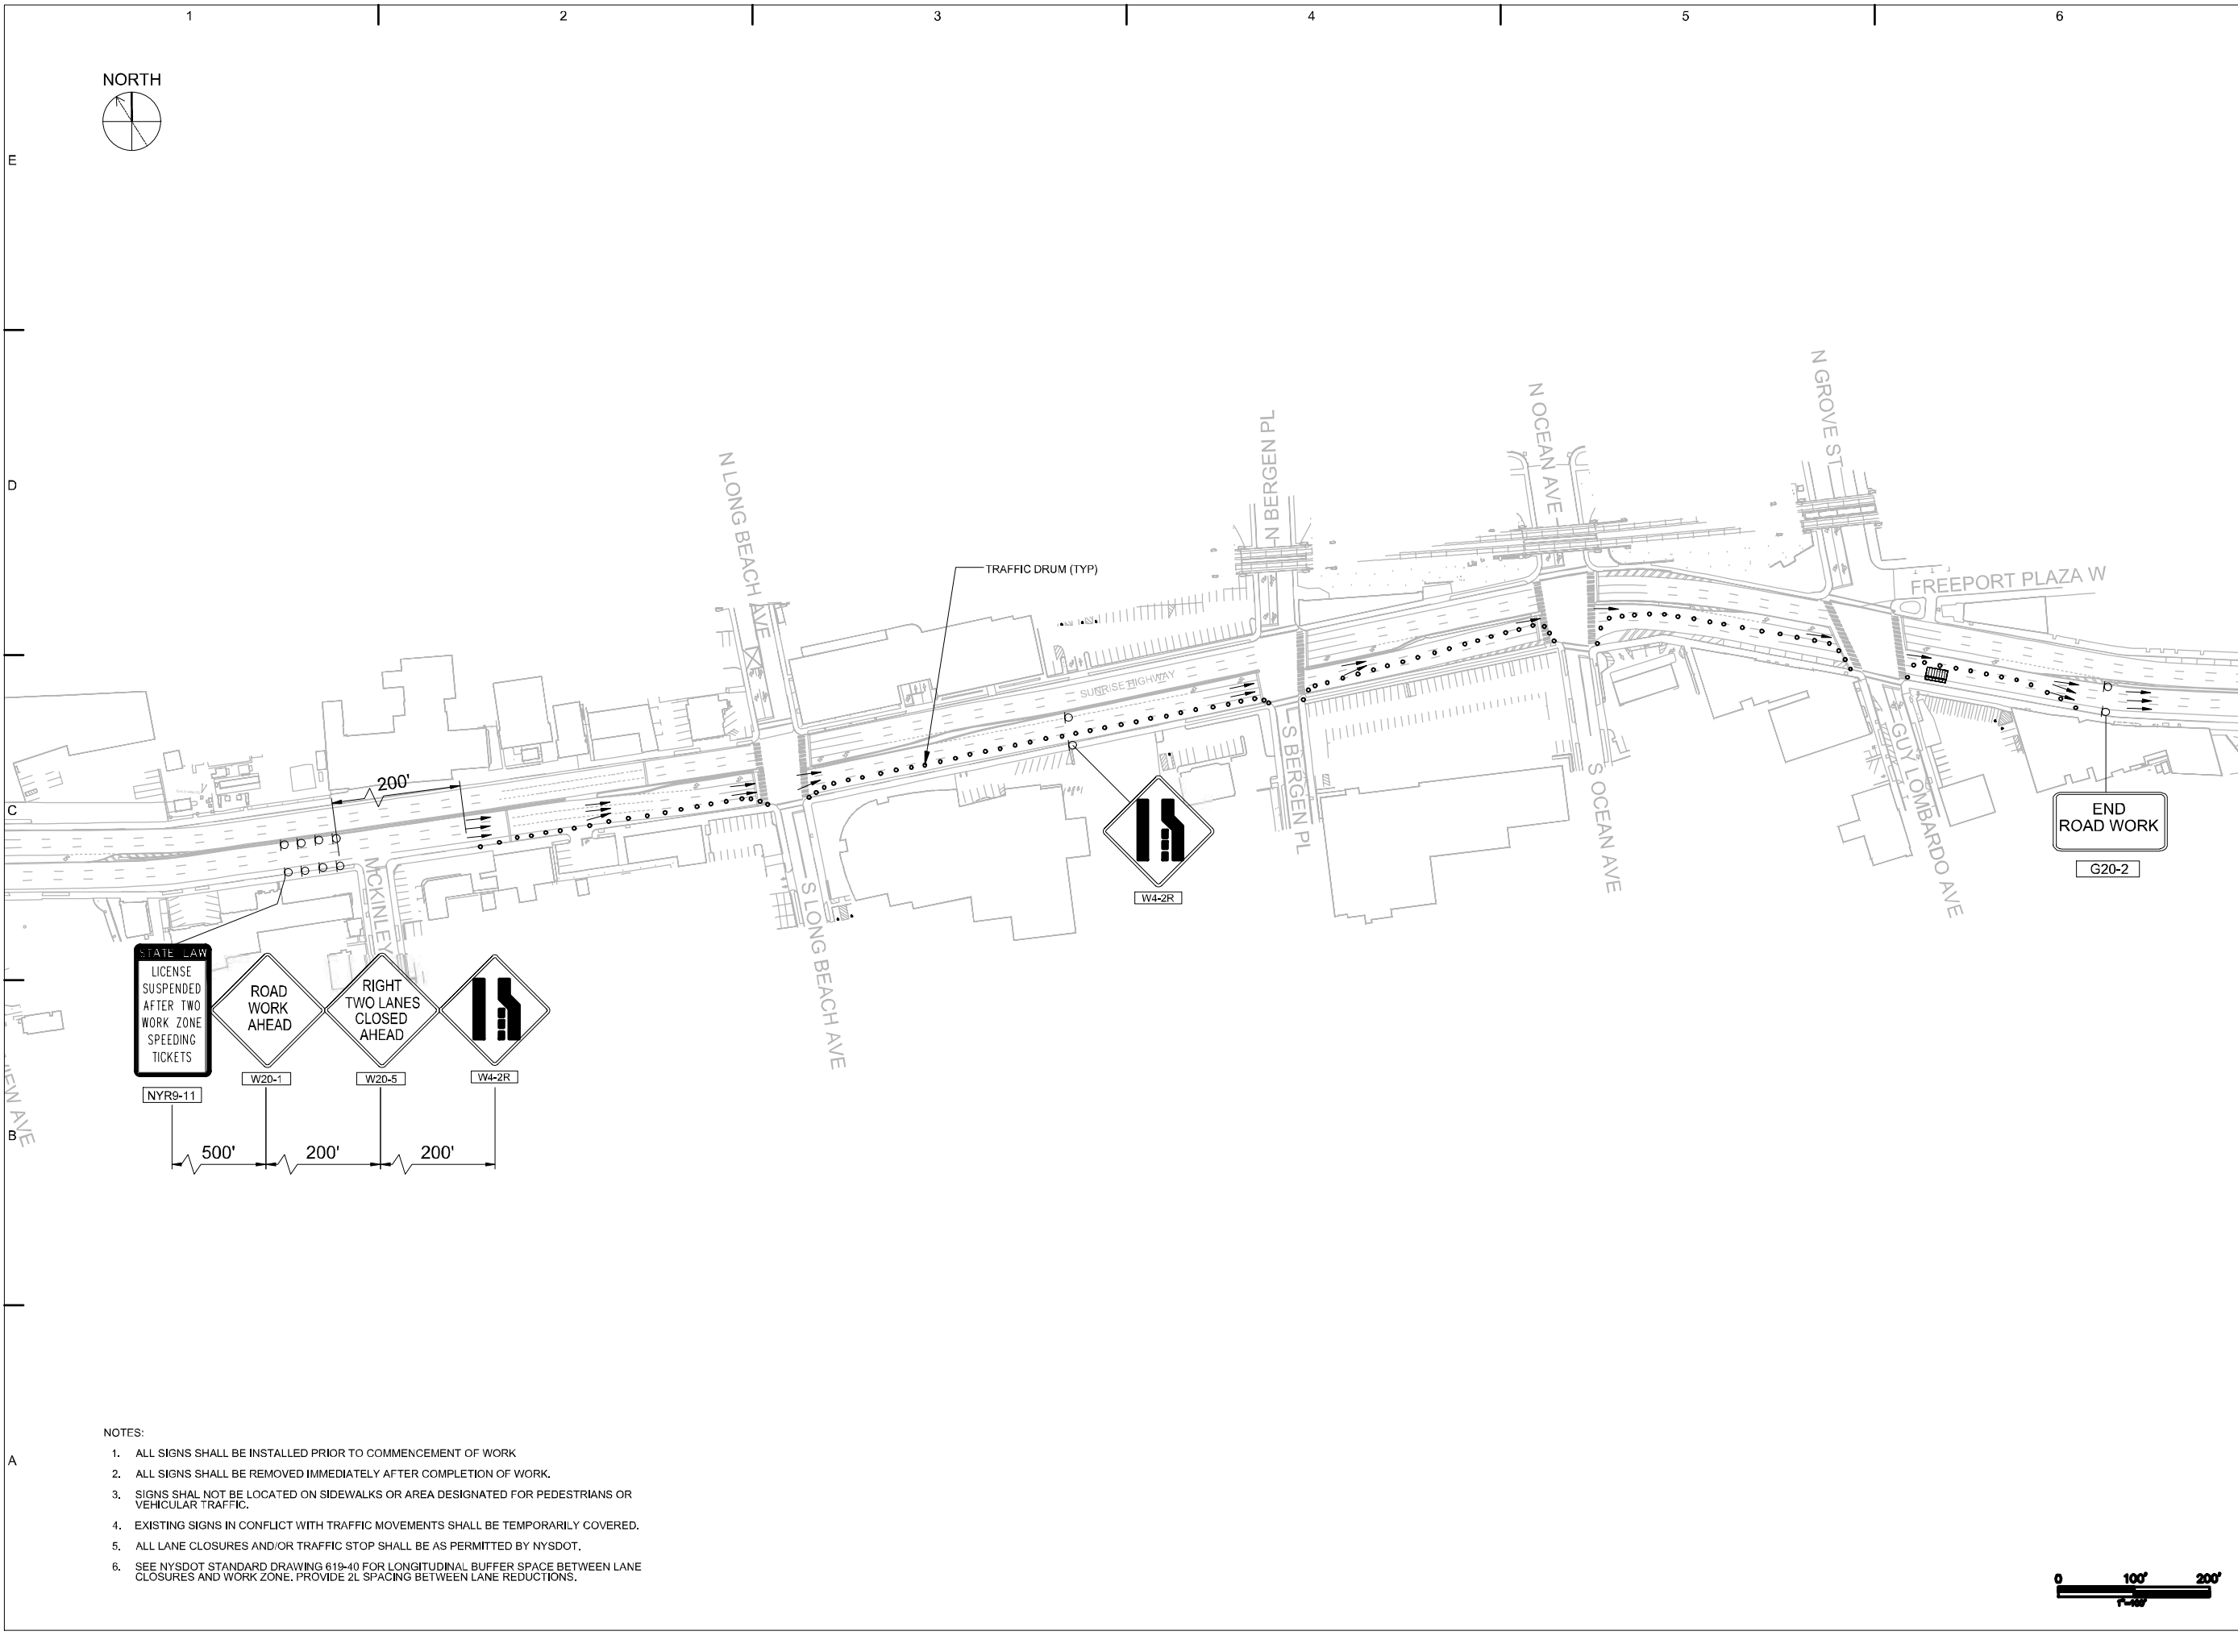 1 2 3 4 5 6
NORTH
E
D
C
B
A
N LONG BEACH AVE
N BERGEN PL
N OCEAN AVE
N GROVE ST
FREEPORT PLAZA W
TRAFFIC DRUM (TYP)
SUNRISE HIGHWAY
200'
MCKINLEY
S LONG BEACH AVE
S BERGEN PL
S OCEAN AVE
GUY LOMBARDO AVE
W4-2R
END
ROAD WORK
G20-2
STATE LAW
LICENSE
SUSPENDED
AFTER TWO
WORK ZONE
SPEEDING
TICKETS
NYR9-11
ROAD
WORK
AHEAD
W20-1
RIGHT
TWO LANES
CLOSED
AHEAD
W20-5
W4-2R
VIEW AVE
500' 200' 200'
NOTES:
1. ALL SIGNS SHALL BE INSTALLED PRIOR TO COMMENCEMENT OF WORK
2. ALL SIGNS SHALL BE REMOVED IMMEDIATELY AFTER COMPLETION OF WORK.
3. SIGNS SHAL NOT BE LOCATED ON SIDEWALKS OR AREA DESIGNATED FOR PEDESTRIANS OR
VEHICULAR TRAFFIC.
4. EXISTING SIGNS IN CONFLICT WITH TRAFFIC MOVEMENTS SHALL BE TEMPORARILY COVERED.
5. ALL LANE CLOSURES AND/OR TRAFFIC STOP SHALL BE AS PERMITTED BY NYSDOT.
6. SEE NYSDOT STANDARD DRAWING 619-40 FOR LONGITUDINAL BUFFER SPACE BETWEEN LANE
CLOSURES AND WORK ZONE. PROVIDE 2L SPACING BETWEEN LANE REDUCTIONS.
0 100' 200'
1"=100'